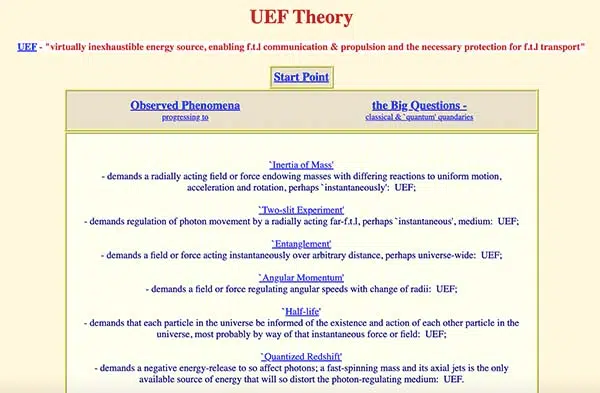 UEF Theory
UEF - "virtually inexhaustible energy source, enabling f.t.l communication & propulsion and the necessary protection for f.t.l transport"
Start Point
Observed Phenomena
progressing to
the Big Questions -
classical & `quantum' quandaries
`Inertia of Mass'
- demands a radially acting field or force endowing masses with differing reactions to uniform motion,
acceleration and rotation, perhaps `instantaneously': UEF;
`Two-slit Experiment'
- demands regulation of photon movement by a radially acting far-f.t.l, perhaps `instantaneous', medium: UEF;
`Entanglement'
- demands a field or force acting instantaneously over arbitrary distance, perhaps universe-wide: UEF;
`Angular Momentum'
- demands a field or force regulating angular speeds with change of radii: UEF;
`Half-life'
- demands that each particle in the universe be informed of the existence and action of each other particle in the
universe, most probably by way of that instantaneous force or field: UEF;
`Quantized Redshift'
- demands a negative energy-release to so affect photons; a fast-spinning mass and its axial jets is the only
available source of energy that will so distort the photon-regulating medium: UEF.